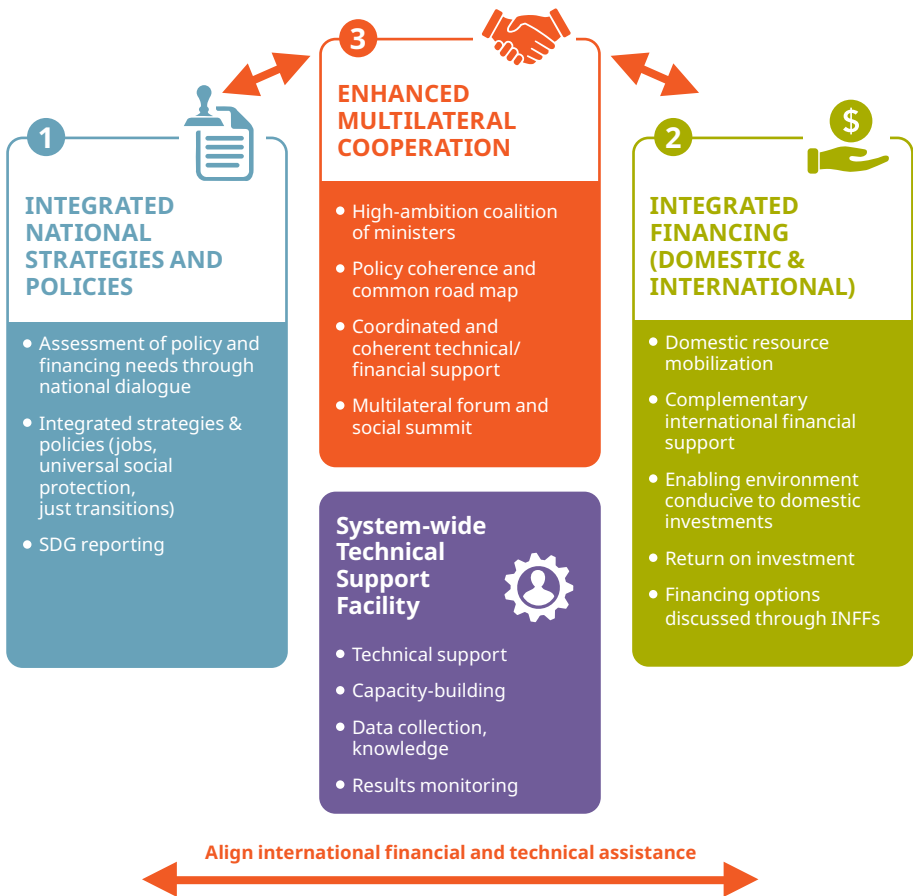 1
INTEGRATED
NATIONAL
STRATEGIES AND
POLICIES
Assessment of policy and
financing needs through
national dialogue
Integrated strategies &
policies (jobs,
universal social
protection,
just transitions)
SDG reporting
3
ENHANCED
MULTILATERAL
COOPERATION
High-ambition coalition
of ministers
Policy coherence and
common road map
Coordinated and
coherent technical/
financial support
Multilateral forum and
social summit
System-wide
Technical
Support
Facility
Technical support
Capacity-building
Data collection,
knowledge
Results monitoring
2
$
INTEGRATED
FINANCING
(DOMESTIC &
INTERNATIONAL)
Domestic resource
mobilization
Complementary
international financial
support
Enabling environment
conducive to domestic
investments
Return on investment
Financing options
discussed through INFFs
Align international financial and technical assistance